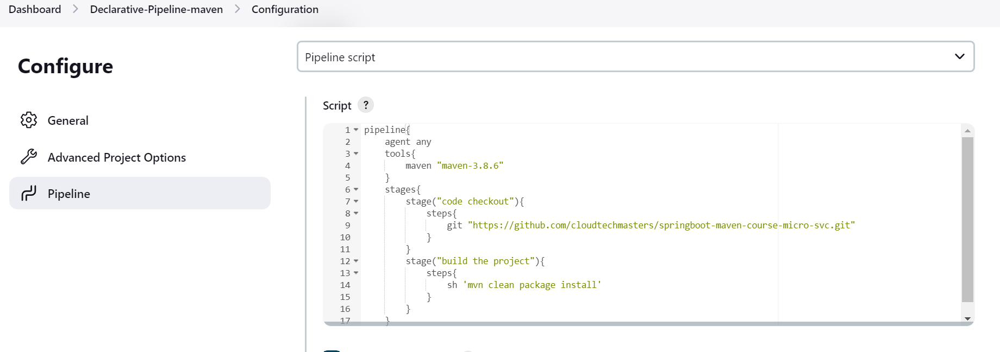 Dashboard > Declarative-Pipeline-maven > Configuration
Configure
General
Advanced Project Options
Pipeline
Pipeline script
Script ?
1 pipeline{
2     agent any
3     tools{
4         maven "maven-3.8.6"
5     }
6     stages{
7         stage("code checkout"){
8             steps{
9                 git "https://github.com/cloudtechmasters/springboot-maven-course-micro-svc.git"
10             }
11         }
12         stage("build the project"){
13             steps{
14                 sh 'mvn clean package install'
15             }
16         }
17     }